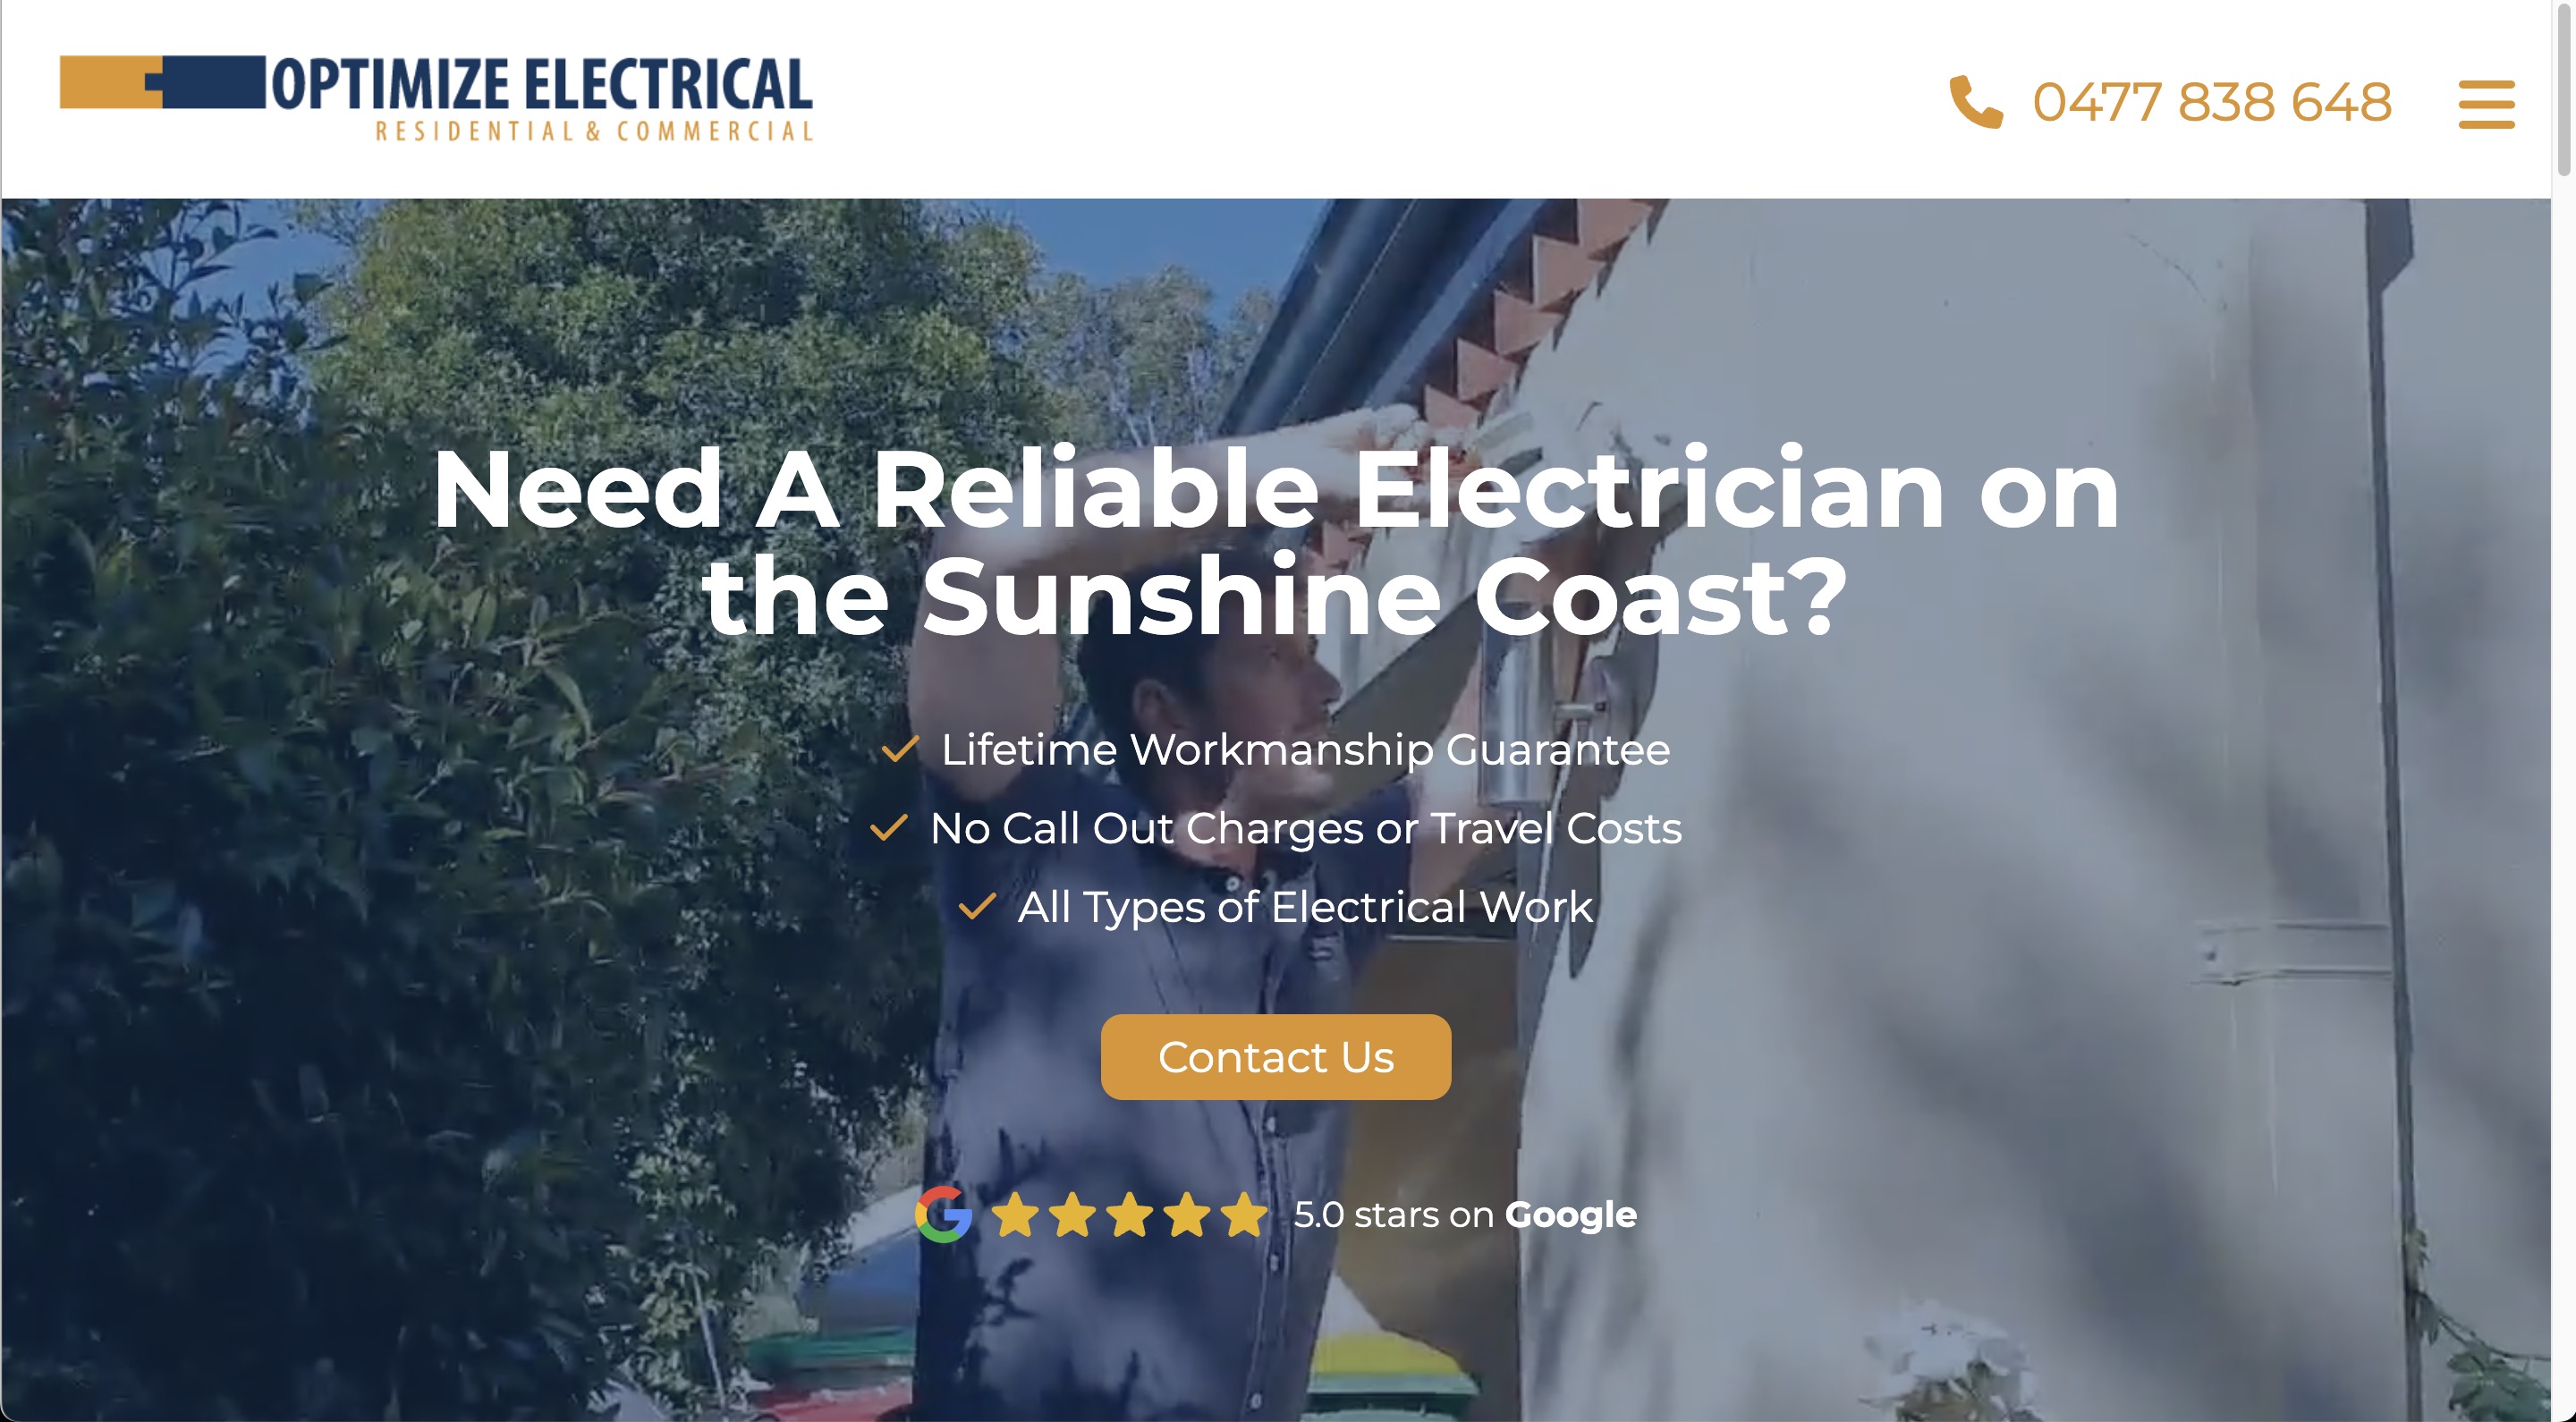 OPTIMIZE ELECTRICAL
RESIDENTIAL & COMMERCIAL
0477 838 648
Need A Reliable Electrician on
the Sunshine Coast?
Lifetime Workmanship Guarantee
No Call Out Charges or Travel Costs
All Types of Electrical Work
Contact Us
5.0 stars on Google